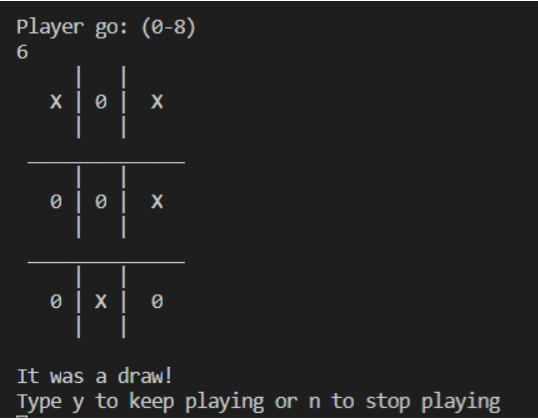 Player go: (0-8)
6
X | 0 | X
0 | 0 | X
0 | X | 0
It was a draw!
Type y to keep playing or n to stop playing